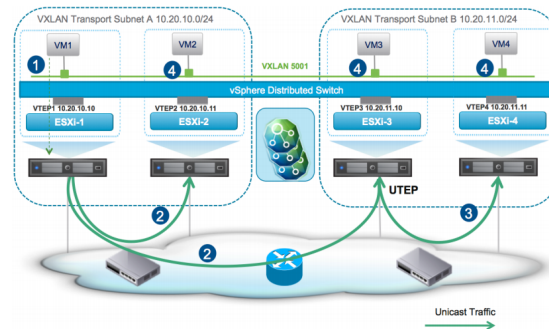 VXLAN Transport Subnet A 10.20.10.0/24
VXLAN Transport Subnet B 10.20.11.0/24
VM1
VM2
VM3
VM4
1
4
4
4
VXLAN 5001
vSphere Distributed Switch
VTEP1 10.20.10.10
VTEP2 10.20.10.11
VTEP3 10.20.11.10
VTEP4 10.20.11.11
ESXi-1
ESXi-2
ESXi-3
ESXi-4
UTEP
2
2
3
Unicast Traffic